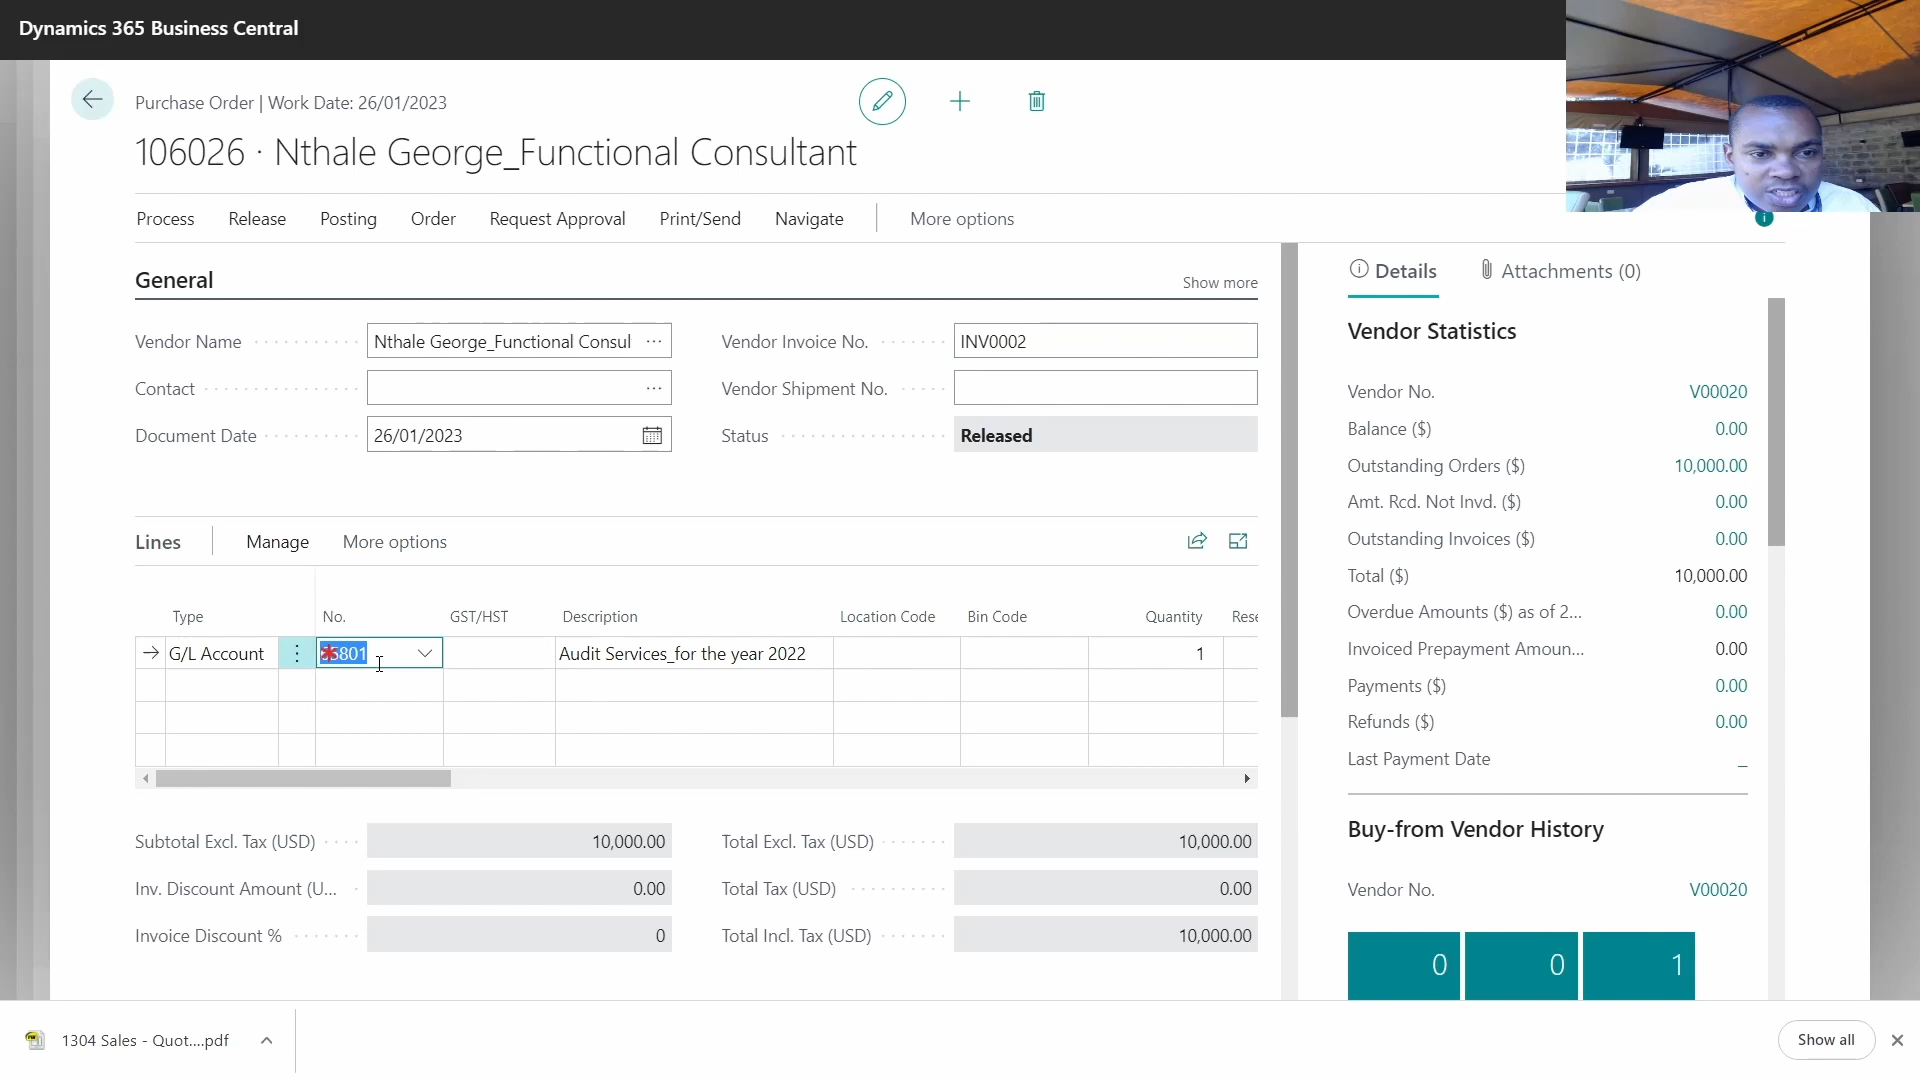 Dynamics 365 Business Central
Purchase Order | Work Date: 26/01/2023
106026 · Nthale George_Functional Consultant
Process Release Posting Order Request Approval Print/Send Navigate More options
General Show more
Vendor Name Nthale George_Functional Consul
Contact
Document Date 26/01/2023
Vendor Invoice No. INV0002
Vendor Shipment No.
Status Released
Lines Manage More options
Type No. GST/HST Description Location Code Bin Code Quantity Rese
G/L Account Audit Services_for the year 2022 1
Subtotal Excl. Tax (USD) 10,000.00
Inv. Discount Amount (U... 0.00
Invoice Discount % 0
Total Excl. Tax (USD) 10,000.00
Total Tax (USD) 0.00
Total Incl. Tax (USD) 10,000.00
Details Attachments (0)
Vendor Statistics
Vendor No. V00020
Balance ($) 0.00
Outstanding Orders ($) 10,000.00
Amt. Rcd. Not Invd. ($) 0.00
Outstanding Invoices ($) 0.00
Total ($) 10,000.00
Overdue Amounts ($) as of 2... 0.00
Invoiced Prepayment Amoun... 0.00
Payments ($) 0.00
Refunds ($) 0.00
Last Payment Date _
Buy-from Vendor History
Vendor No. V00020
0 0 1
1304 Sales - Quot....pdf
Show all